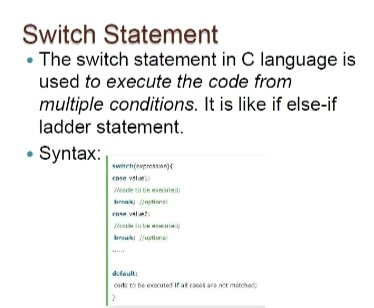 Switch Statement
• The switch statement in C language is
used to execute the code from
multiple conditions. It is like if else-if
ladder statement.
• Syntax:
switch(expression){
case value1:
//code to be executed;
break; //optional
case value2:
//code to be executed;
break; //optional
......
default:
code to be executed if all cases are not matched;
}